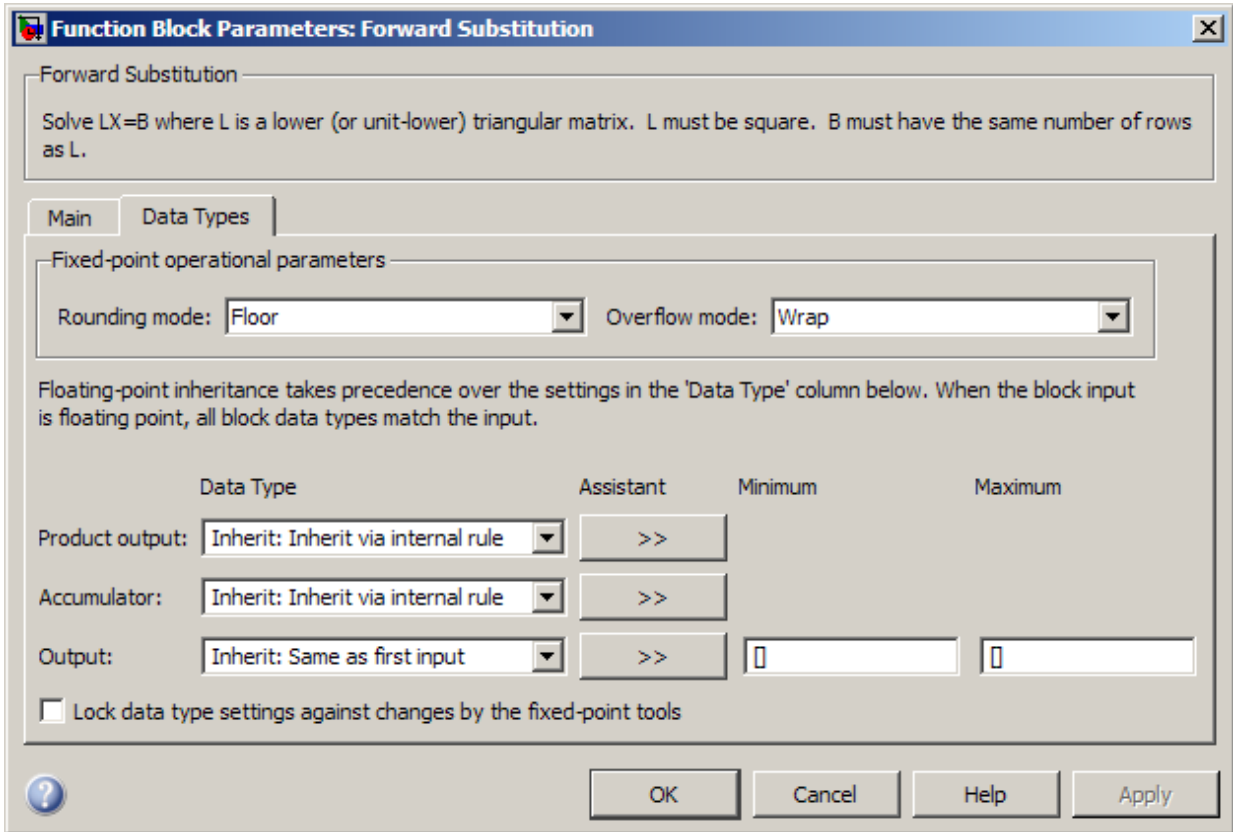 Function Block Parameters: Forward Substitution
Forward Substitution
Solve LX=B where L is a lower (or unit-lower) triangular matrix.  L must be square.  B must have the same number of rows
as L.
Main Data Types
Fixed-point operational parameters
Rounding mode: Floor Overflow mode: Wrap
Floating-point inheritance takes precedence over the settings in the 'Data Type' column below. When the block input
is floating point, all block data types match the input.
Data Type Assistant Minimum Maximum
Product output: Inherit: Inherit via internal rule >>
Accumulator: Inherit: Inherit via internal rule >>
Output: Inherit: Same as first input >> [] []
Lock data type settings against changes by the fixed-point tools
? OK Cancel Help Apply